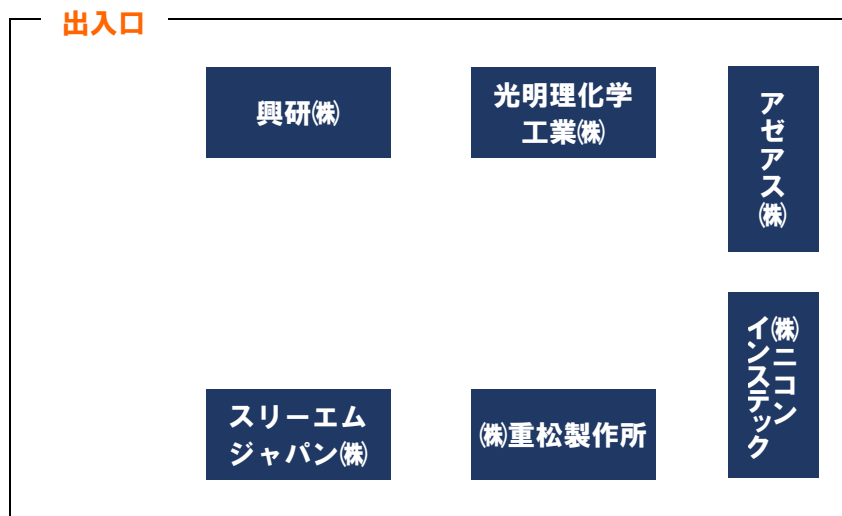 出入口
興研㈱
光明理化学
工業㈱
アゼアス㈱
㈱ニコン
インステック
スリーエム
ジャパン㈱
㈱重松製作所